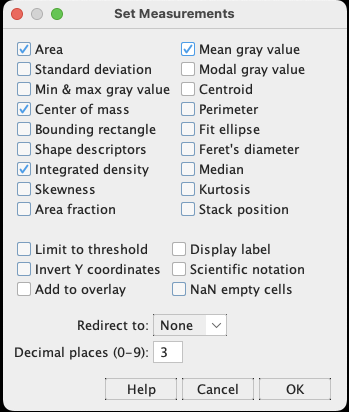 Set Measurements
Area Mean gray value
Standard deviation Modal gray value
Min & max gray value Centroid
Center of mass Perimeter
Bounding rectangle Fit ellipse
Shape descriptors Feret's diameter
Integrated density Median
Skewness Kurtosis
Area fraction Stack position
Limit to threshold Display label
Invert Y coordinates Scientific notation
Add to overlay NaN empty cells
Redirect to: None
Decimal places (0-9): 3
Help Cancel OK